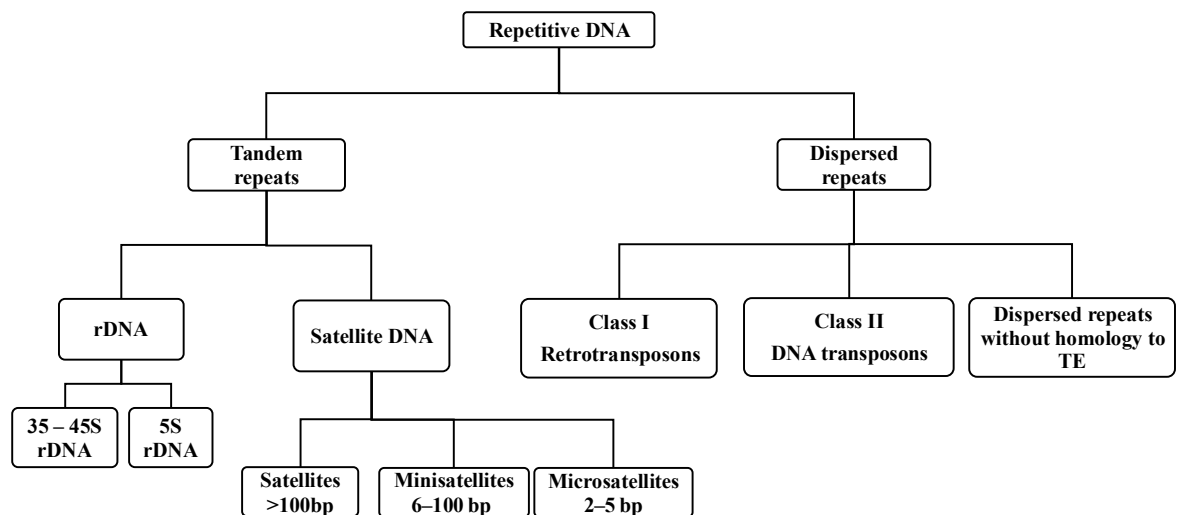 Repetitive DNA
Tandem
repeats
Dispersed
repeats
rDNA
Satellite DNA
Class I
Retrotransposons
Class II
DNA transposons
Dispersed repeats
without homology to
TE
35 – 45S
rDNA
5S
rDNA
Satellites
>100bp
Minisatellites
6–100 bp
Microsatellites
2–5 bp